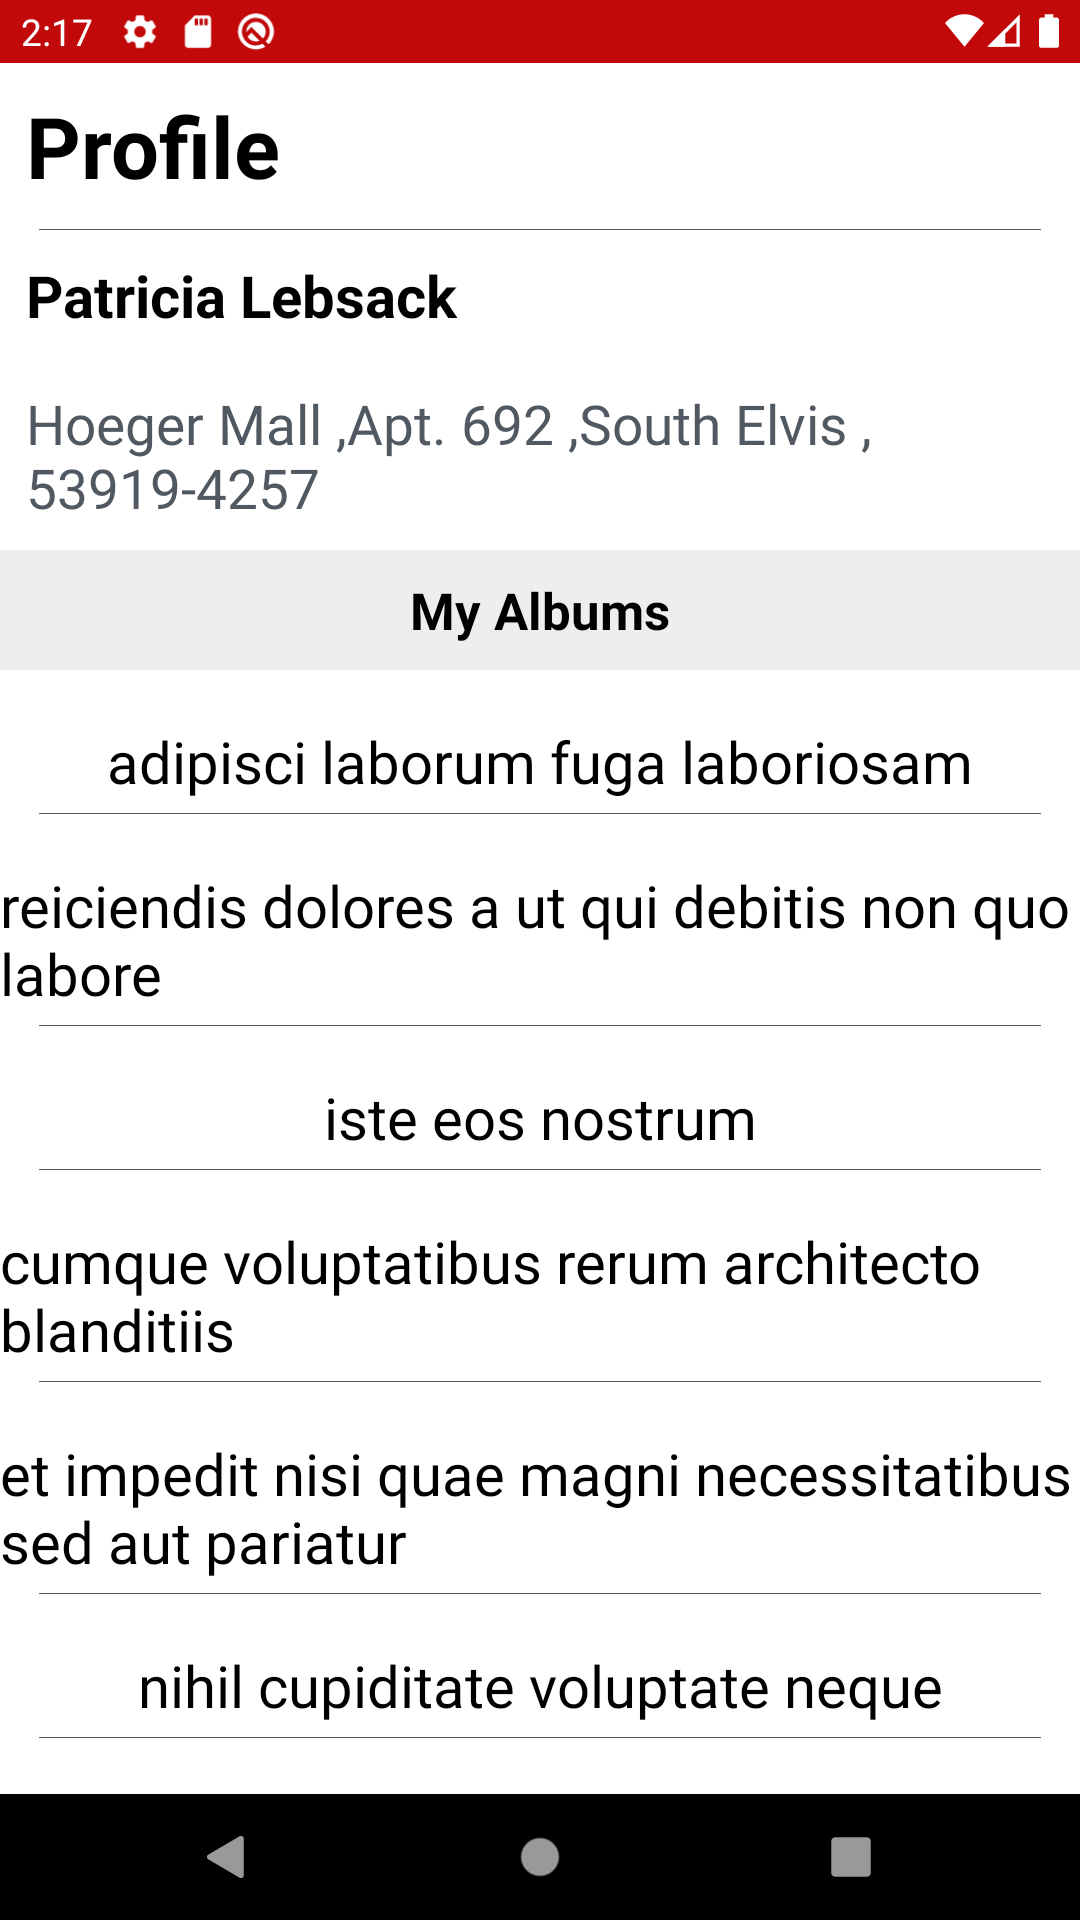 2:17
Profile
Patricia Lebsack
Hoeger Mall ,Apt. 692 ,South Elvis ,
53919-4257
My Albums
adipisci laborum fuga laboriosam
reiciendis dolores a ut qui debitis non quo
labore
iste eos nostrum
cumque voluptatibus rerum architecto
blanditiis
et impedit nisi quae magni necessitatibus
sed aut pariatur
nihil cupiditate voluptate neque